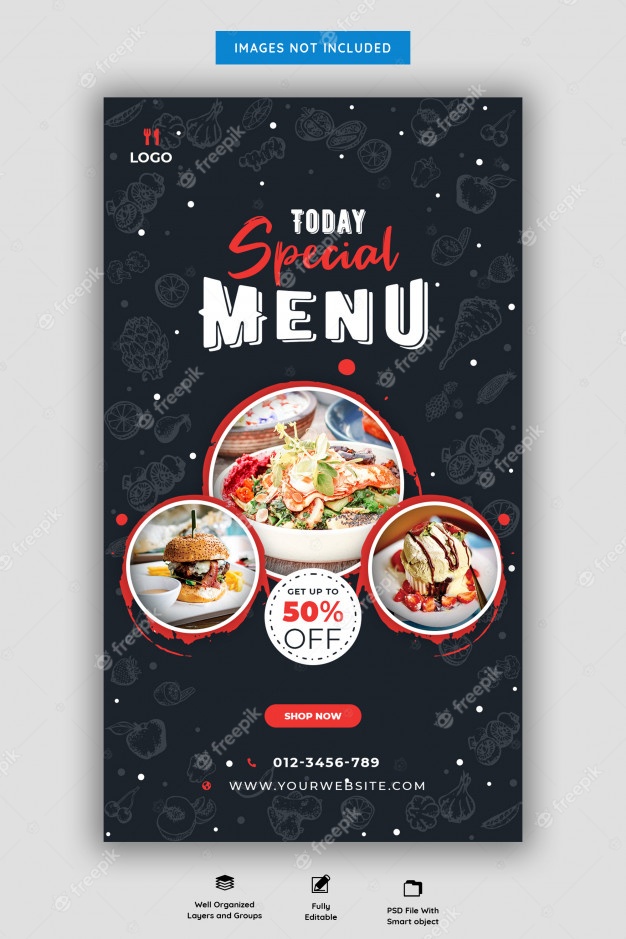 IMAGES NOT INCLUDED
LOGO
TODAY
Special
MENU
GET UP TO
50%
OFF
SHOP NOW
012-3456-789
WWW.YOURWEBSITE.COM
Well Organized
Layers and Groups
Fully
Editable
PSD File With
Smart object
freepik